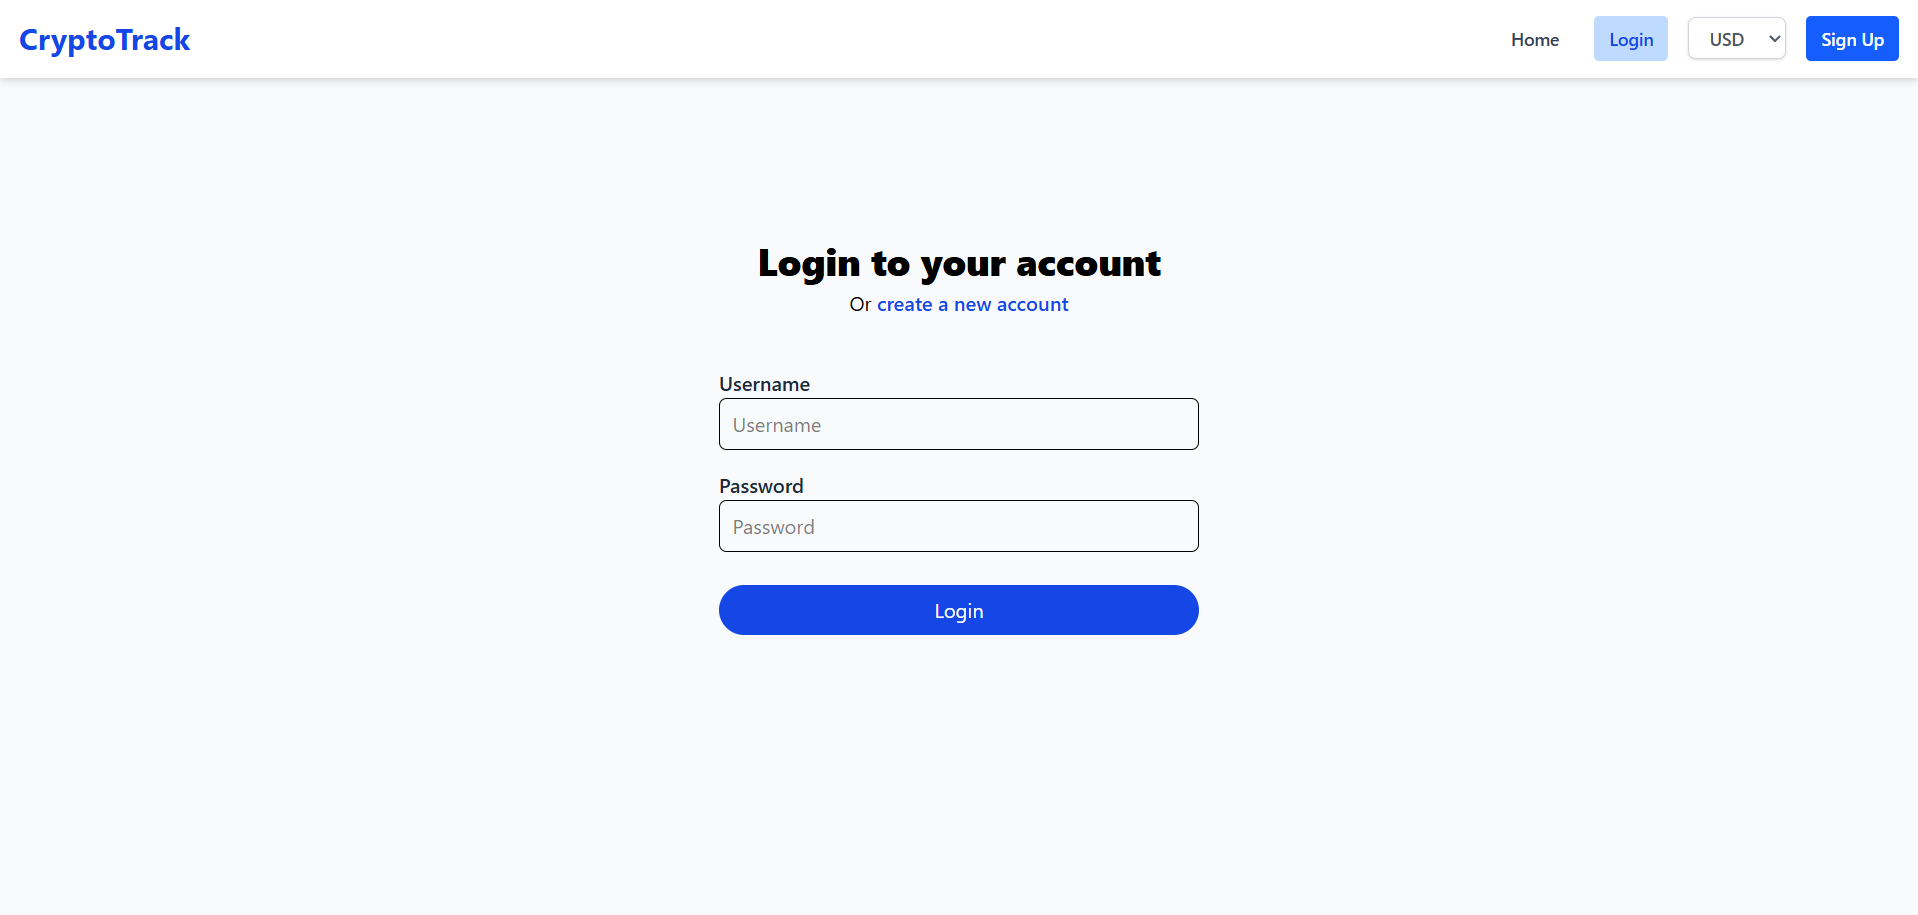 CryptoTrack
Home
Login
USD
Sign Up
Login to your account
Or create a new account
Username
Username
Password
Password
Login